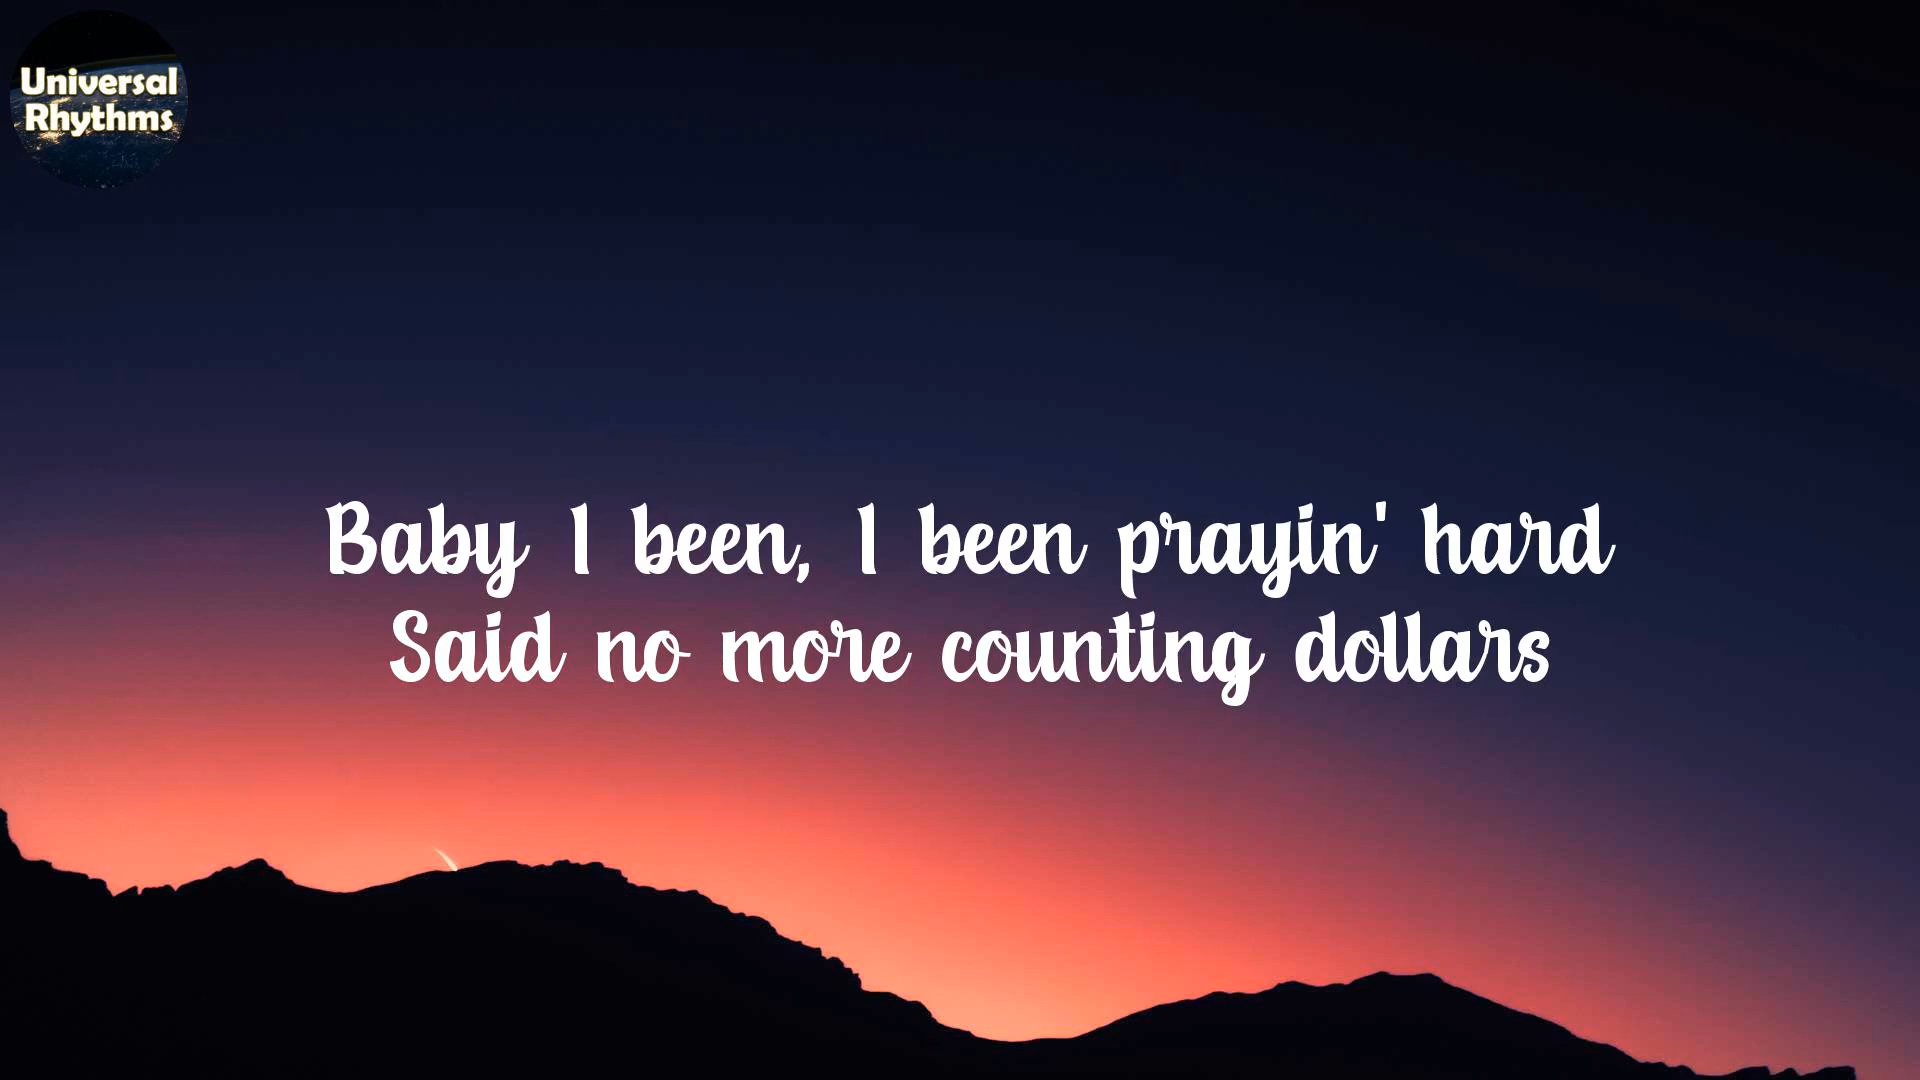 Universal
Rhythms
Baby I been, I been prayin' hard
Said no more counting dollars